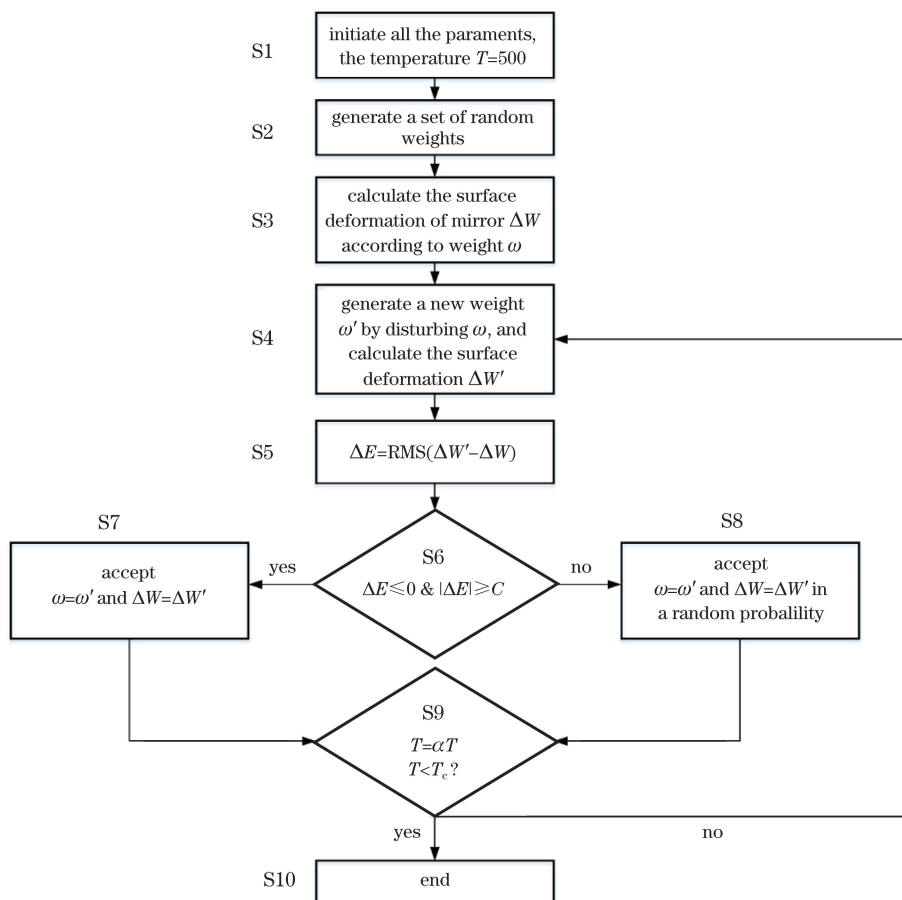 S1
initiate all the paraments,
the temperature T=500
S2
generate a set of random
weights
S3
calculate the surface
deformation of mirror ΔW
according to weight ω
S4
generate a new weight
ω′ by disturbing ω, and
calculate the surface
deformation ΔW′
S5
ΔE=RMS(ΔW′−ΔW)
S6
ΔE≤0 & |ΔE|≥C
yes
no
S7
accept
ω=ω′ and ΔW=ΔW′
S8
accept
ω=ω′ and ΔW=ΔW′ in
a random probalility
S9
T=αT
T<Tc?
yes
no
S10
end